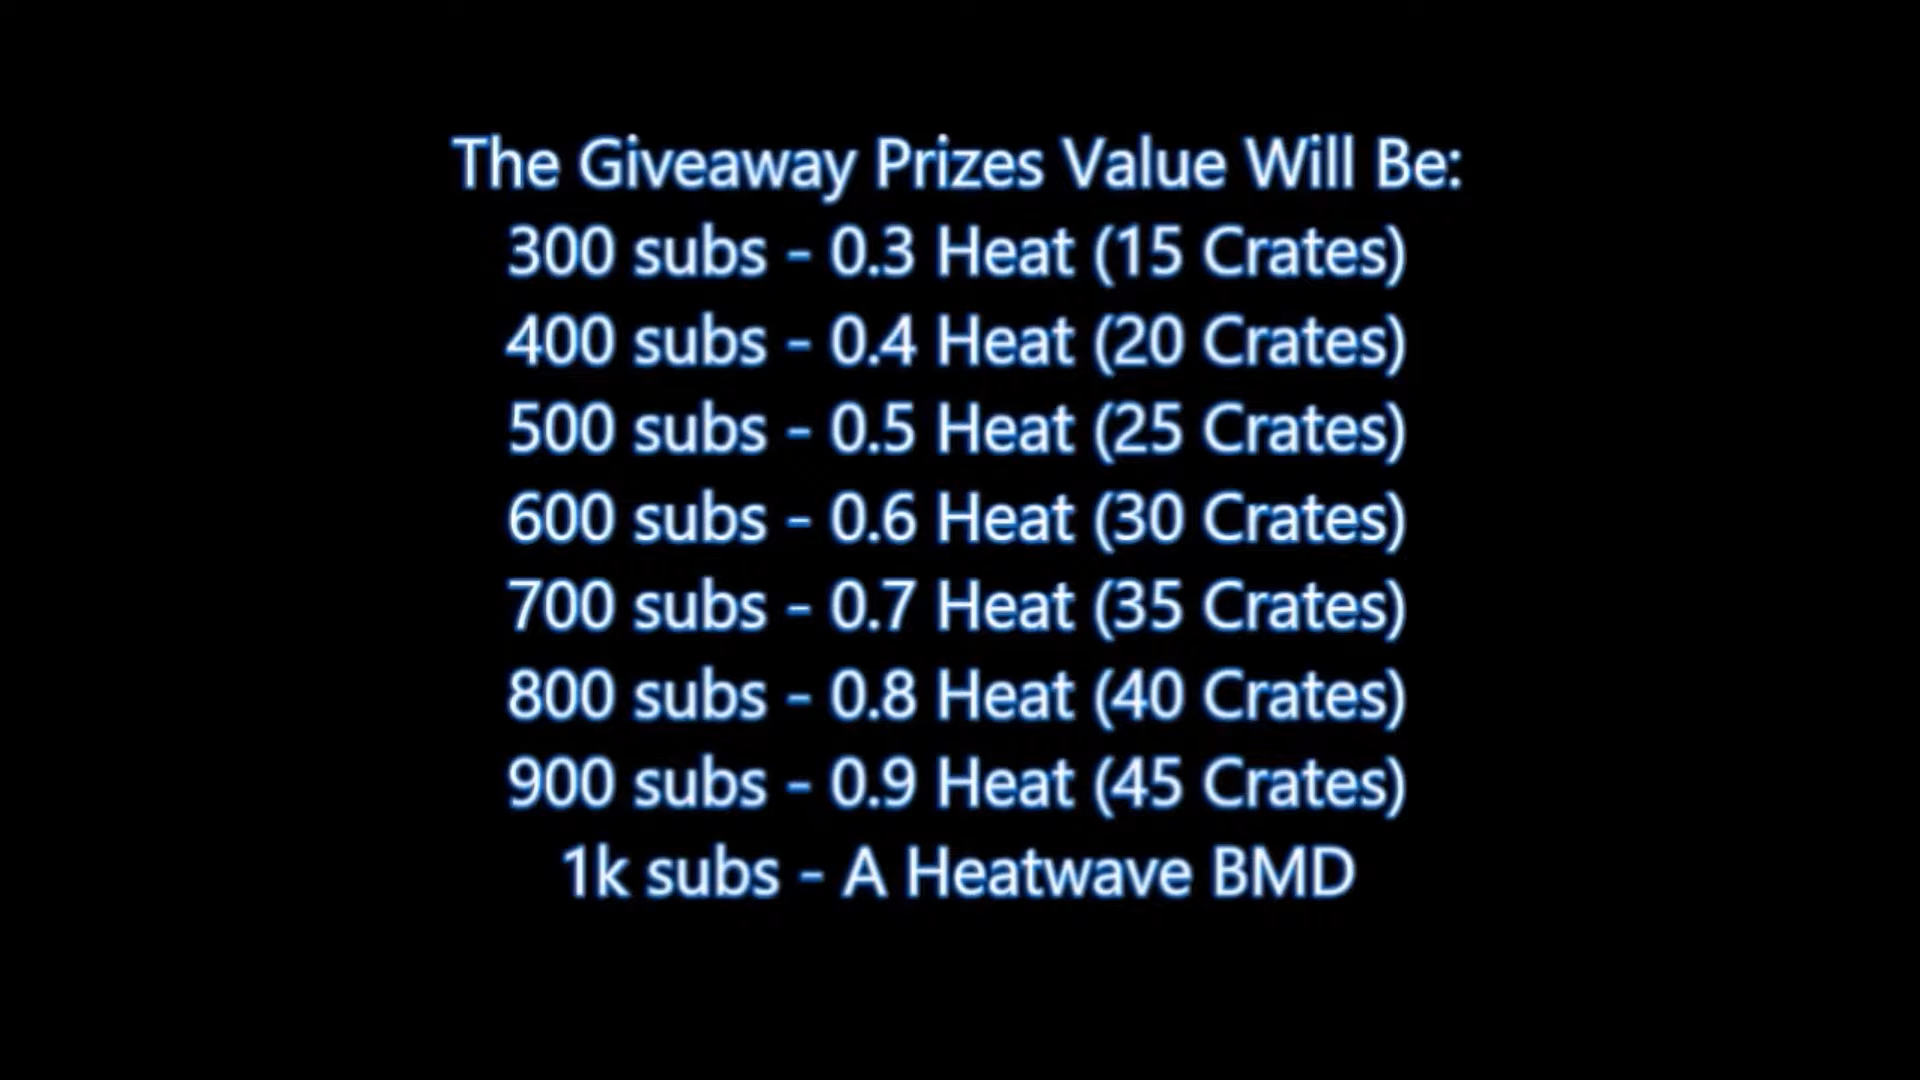 The Giveaway Prizes Value Will Be:
300 subs - 0.3 Heat (15 Crates)
400 subs - 0.4 Heat (20 Crates)
500 subs - 0.5 Heat (25 Crates)
600 subs - 0.6 Heat (30 Crates)
700 subs - 0.7 Heat (35 Crates)
800 subs - 0.8 Heat (40 Crates)
900 subs - 0.9 Heat (45 Crates)
1k subs - A Heatwave BMD